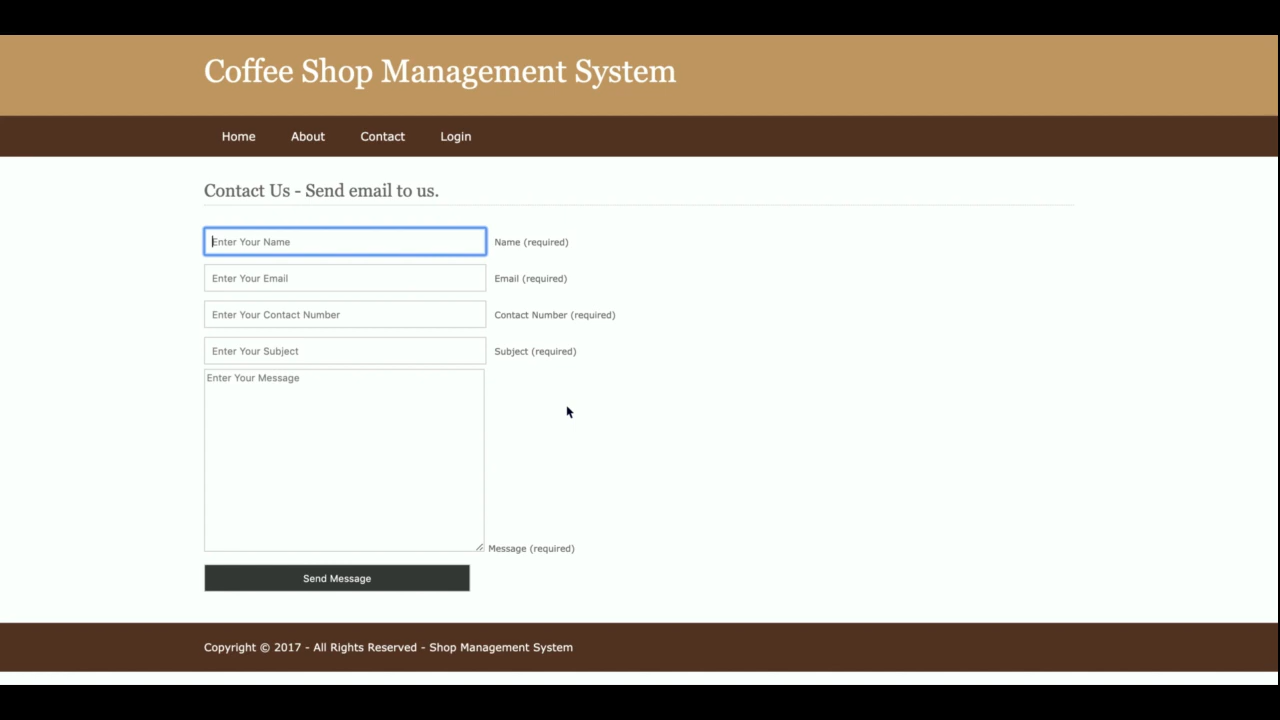 Coffee Shop Management System
Home About Contact Login
Contact Us - Send email to us.
Enter Your Name Name (required)
Enter Your Email Email (required)
Enter Your Contact Number Contact Number (required)
Enter Your Subject Subject (required)
Enter Your Message
Message (required)
Send Message
Copyright © 2017 - All Rights Reserved - Shop Management System